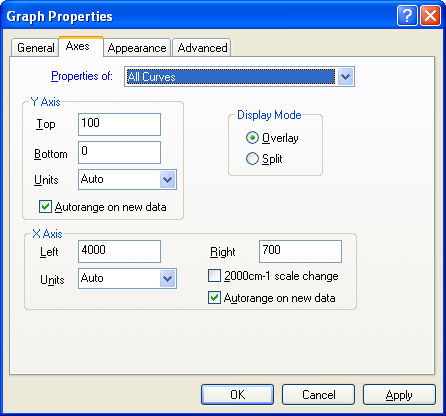 Graph Properties
General Axes Appearance Advanced
Properties of: All Curves
Y Axis
Top 100
Bottom 0
Units Auto
Autorange on new data
Display Mode
Overlay
Split
X Axis
Left 4000 Right 700
Units Auto 2000cm-1 scale change
Autorange on new data
OK Cancel Apply